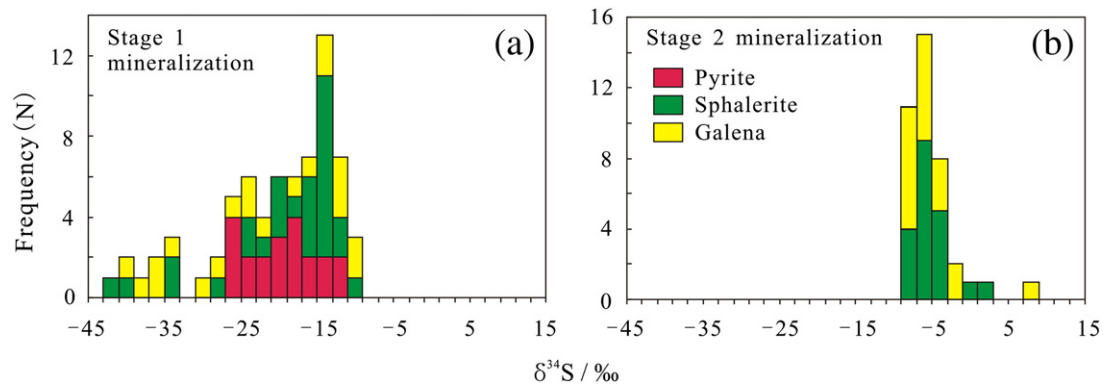 Stage 1
mineralization
(a)
12
8
4
0
Frequency(N)
-45 -35 -25 -15 -5 5 15
Stage 2 mineralization
(b)
Pyrite
Sphalerite
Galena
16
12
8
4
0
-45 -35 -25 -15 -5 5 15
δ³⁴S / ‰